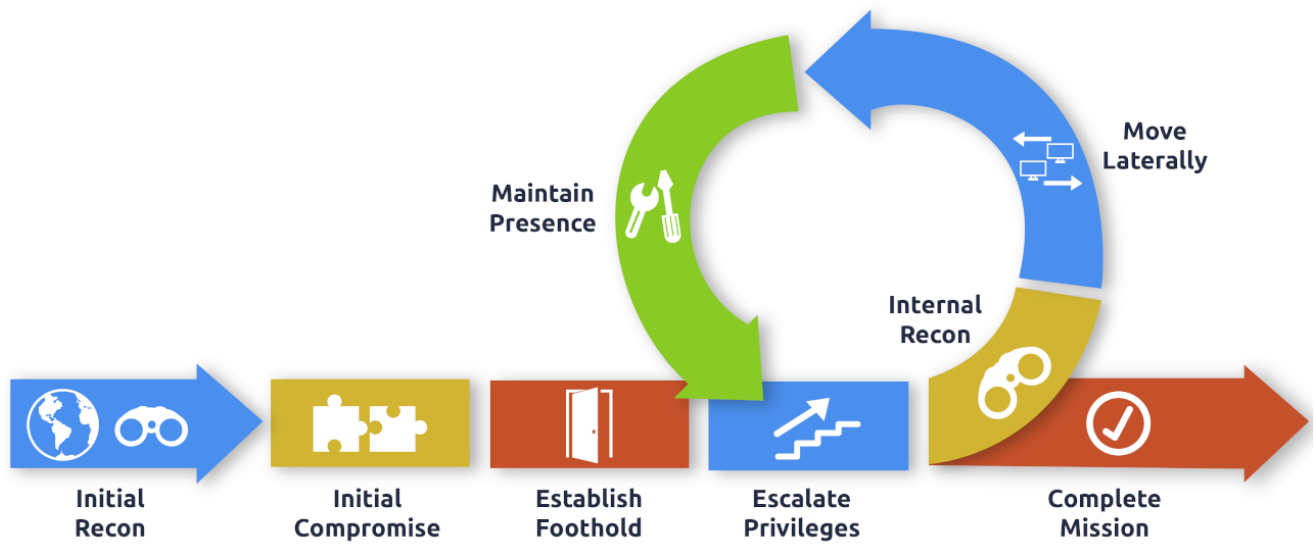 Move
Laterally
Maintain
Presence
Internal
Recon
Initial
Recon
Initial
Compromise
Establish
Foothold
Escalate
Privileges
Complete
Mission